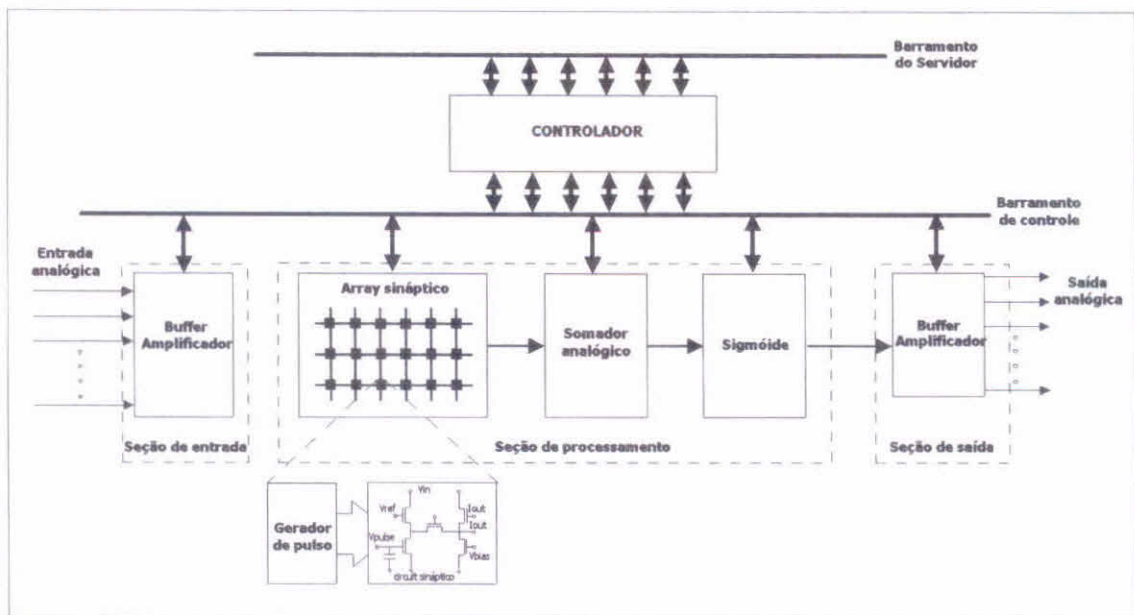 Barramento
do Servidor
CONTROLADOR
Barramento
de controle
Entrada
analógica
Buffer
Amplificador
Seção de entrada
Array sináptico
Somador
analógico
Sigmóide
Seção de processamento
Buffer
Amplificador
Seção de saída
Saída
analógica
Gerador
de pulso
Vin
Vref
Iout
Iout
Vpulse
Vbias
circuit sináptico